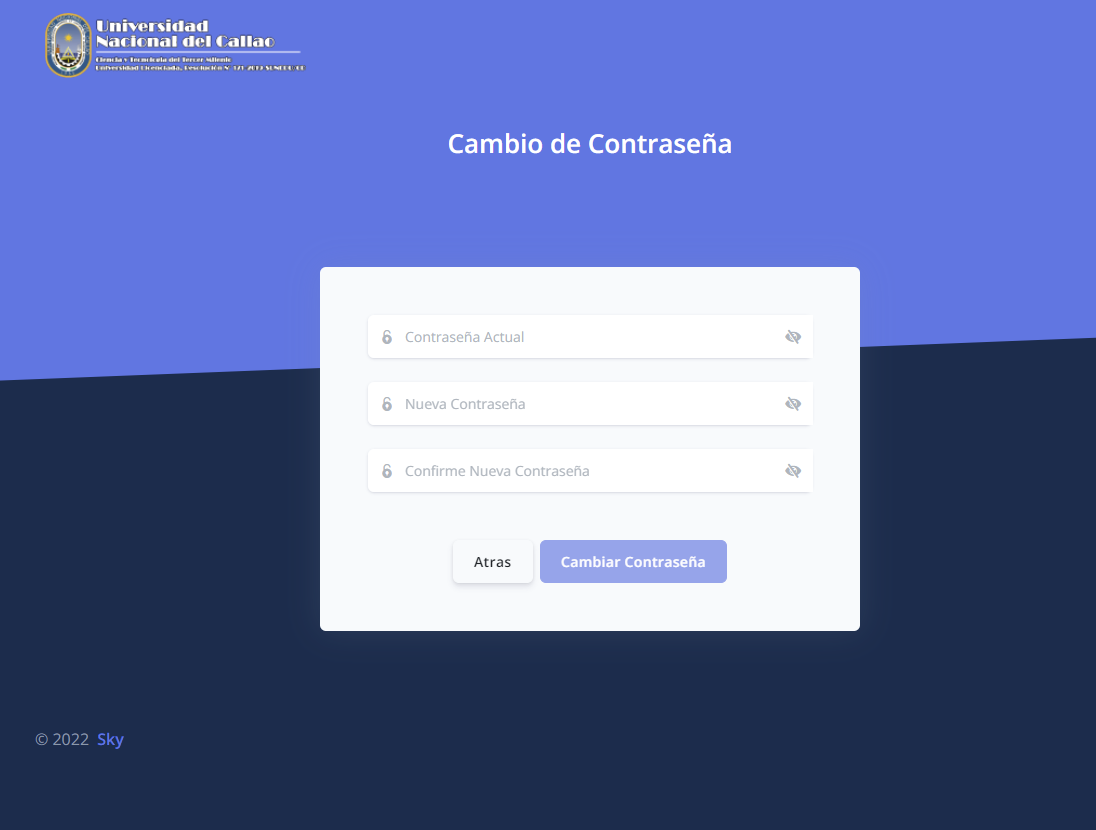 Universidad
Nacional del Callao
Ciencia y Tecnología del Tercer Milenio
Universidad Licenciada, Resolución N° 171-2019-SUNEDU/CD
Cambio de Contraseña
Contraseña Actual
Nueva Contraseña
Confirme Nueva Contraseña
Atras
Cambiar Contraseña
© 2022 Sky